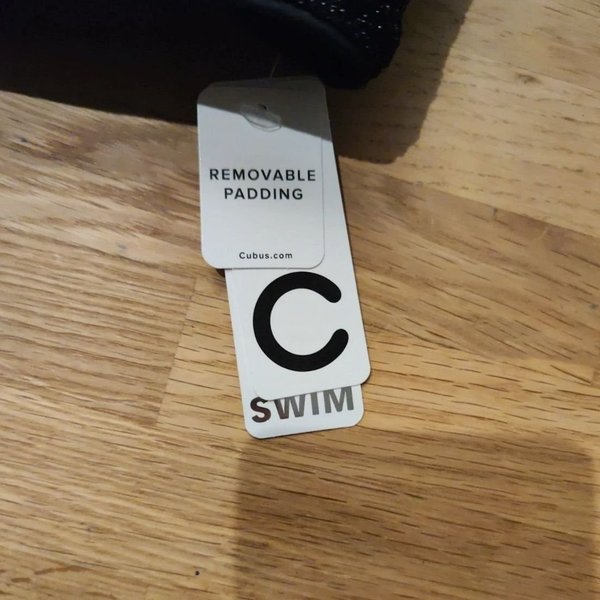 REMOVABLE
PADDING
Cubus.com
C
SWIM